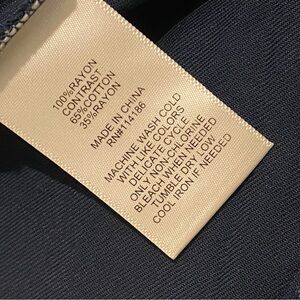 100%RAYON
CONTRAST
65%COTTON
35%RAYON
MADE IN CHINA
RN#114186
MACHINE WASH COLD
WITH LIKE COLORS
DELICATE CYCLE
ONLY NON-CHLORINE
BLEACH WHEN NEEDED
TUMBLE DRY LOW
COOL IRON IF NEEDED